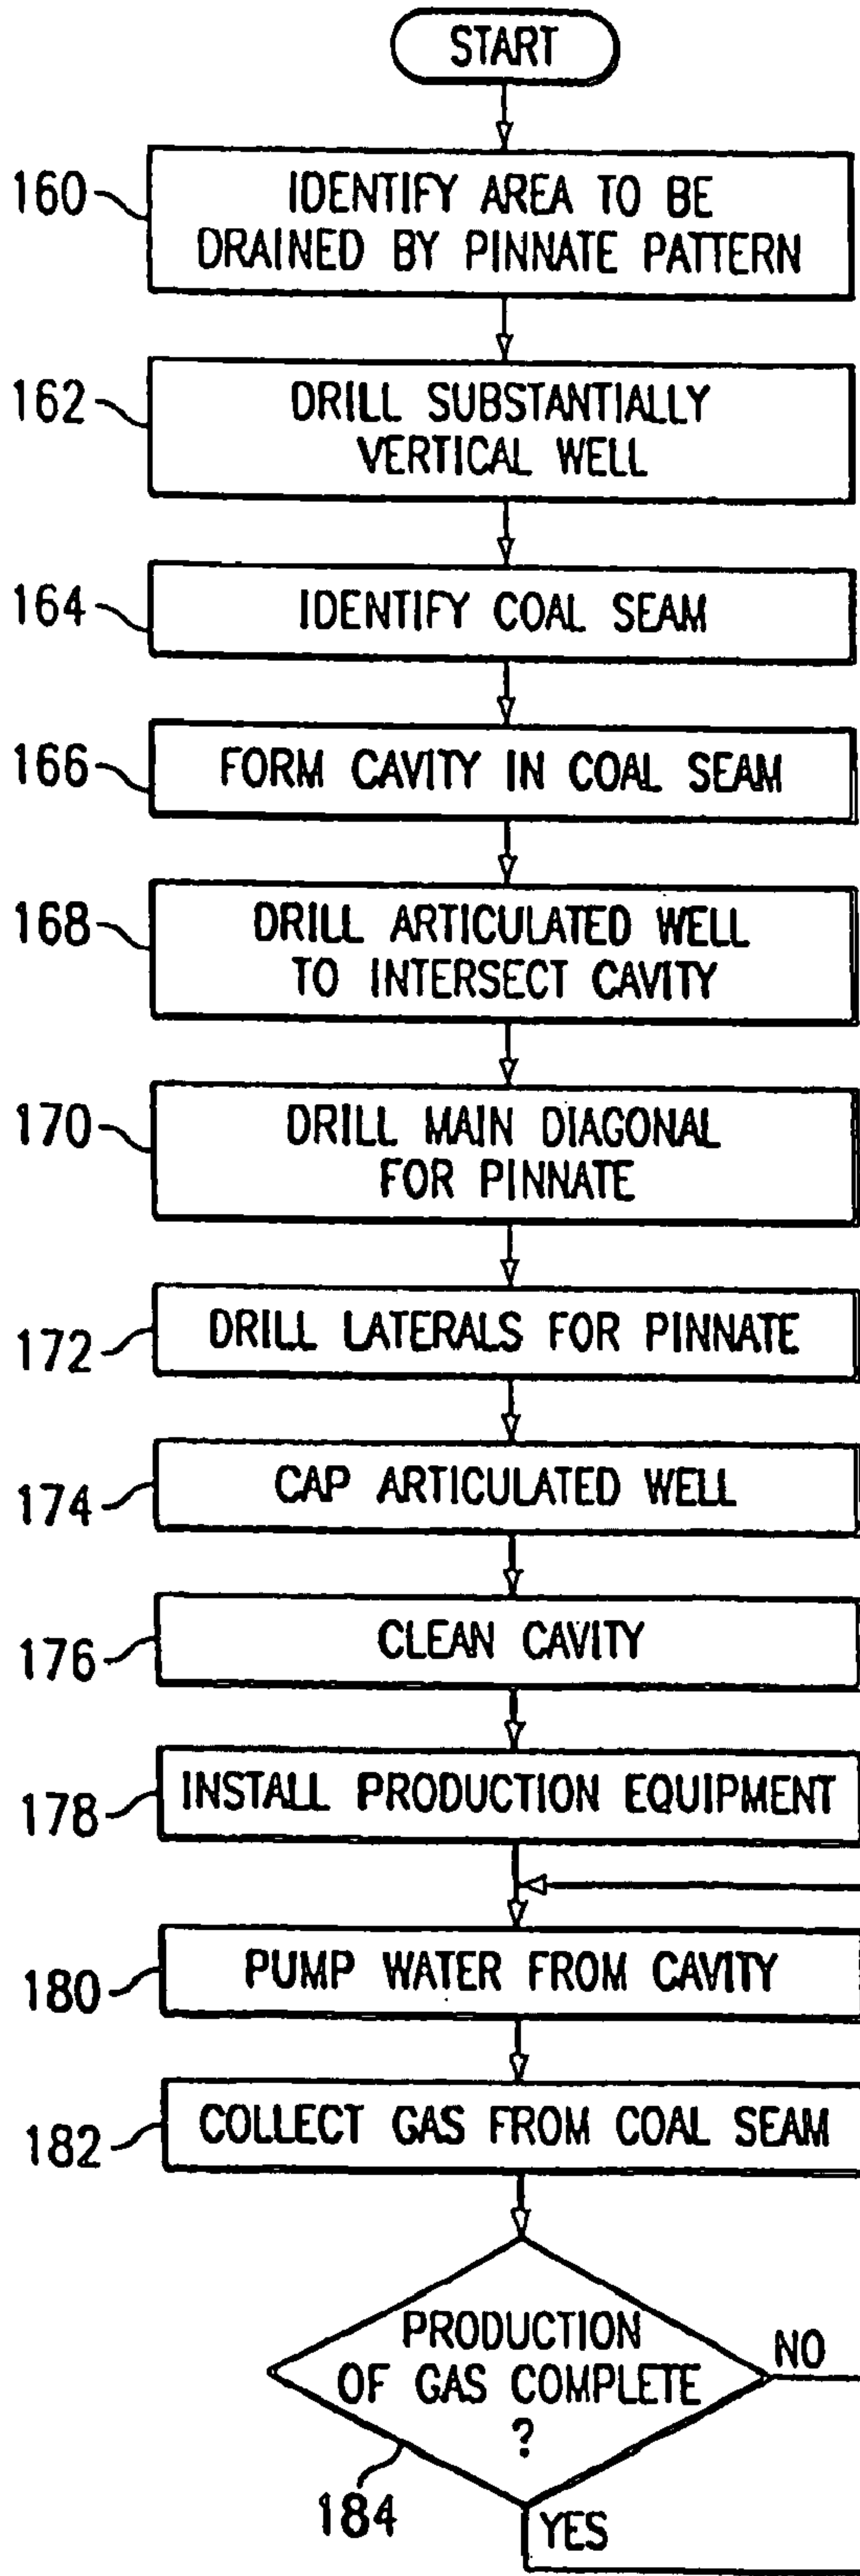 START
160
IDENTIFY AREA TO BE
DRAINED BY PINNATE PATTERN
162
DRILL SUBSTANTIALLY
VERTICAL WELL
164
IDENTIFY COAL SEAM
166
FORM CAVITY IN COAL SEAM
168
DRILL ARTICULATED WELL
TO INTERSECT CAVITY
170
DRILL MAIN DIAGONAL
FOR PINNATE
172
DRILL LATERALS FOR PINNATE
174
CAP ARTICULATED WELL
176
CLEAN CAVITY
178
INSTALL PRODUCTION EQUIPMENT
180
PUMP WATER FROM CAVITY
182
COLLECT GAS FROM COAL SEAM
PRODUCTION
OF GAS COMPLETE
?
NO
184
YES